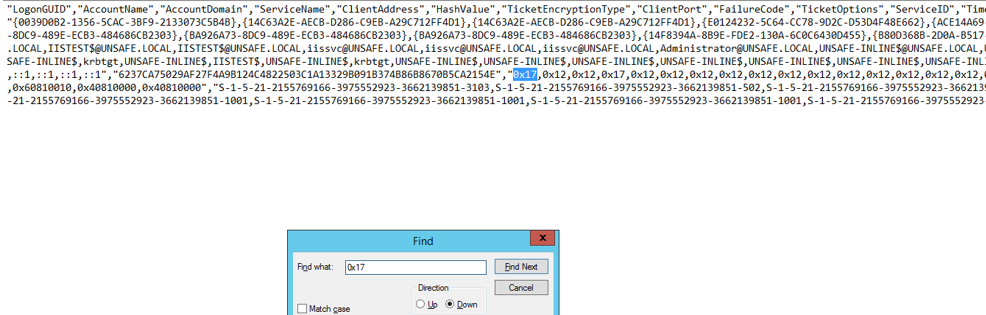 "LogonGUID","AccountName","AccountDomain","ServiceName","ClientAddress","HashValue","TicketEncryptionType","ClientPort","FailureCode","TicketOptions","ServiceID","Time
"{0039D0B2-1356-5CAC-3BF9-2133073C5B4B},{14C63A2E-AECB-D286-C9EB-A29C712FF4D1},{14C63A2E-AECB-D286-C9EB-A29C712FF4D1},{E0124232-5C64-CC78-9D2C-D53D4F48E662},{ACE14A69-
-8DC9-489E-ECB3-484686CB2303},{BA926A73-8DC9-489E-ECB3-484686CB2303},{BA926A73-8DC9-489E-ECB3-484686CB2303},{14F8394A-8B9E-FDE2-130A-6C0C6430D455},{B80D368B-2D0A-B517-
.LOCAL,IISTEST$@UNSAFE.LOCAL,IISTEST$@UNSAFE.LOCAL,iissvc@UNSAFE.LOCAL,iissvc@UNSAFE.LOCAL,iissvc@UNSAFE.LOCAL,Administrator@UNSAFE.LOCAL,UNSAFE-INLINE$@UNSAFE.LOCAL,U
SAFE-INLINE$,krbtgt,UNSAFE-INLINE$,IISTEST$,UNSAFE-INLINE$,krbtgt,UNSAFE-INLINE$,UNSAFE-INLINE$,UNSAFE-INLINE$,UNSAFE-INLINE$,UNSAFE-INLINE$,UNSAFE-INLINE$,UNSAFE-INL
,::1,::1,::1,::1","6237CA75029AF27F4A9B124C4822503C1A13329B091B374B86B8670B5CA2154E","0x17,0x12,0x12,0x17,0x12,0x12,0x12,0x12,0x12,0x12,0x12,0x12,0x12,0x12,0x12,
,0x60810010,0x40810000,0x40810000","S-1-5-21-2155769166-3975552923-3662139851-3103,S-1-5-21-2155769166-3975552923-3662139851-502,S-1-5-21-2155769166-3975552923-366213
-21-2155769166-3975552923-3662139851-1001,S-1-5-21-2155769166-3975552923-3662139851-1001,S-1-5-21-2155769166-3975552923-3662139851-1001,S-1-5-21-2155769166-3975552923-
Find
x
Find what:
0x17
Find Next
Cancel
Direction
Up
Down
Match case